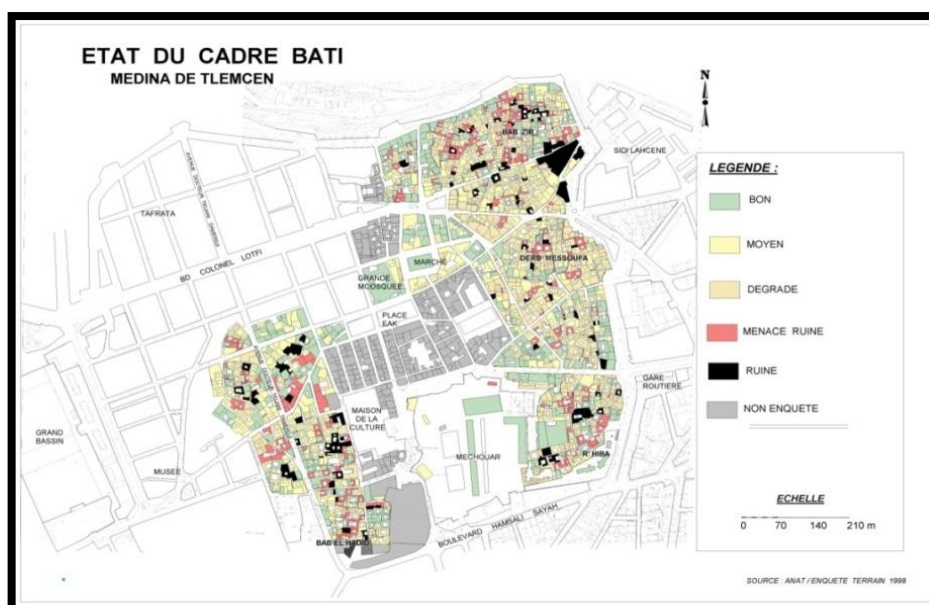 ETAT DU CADRE BATI
MEDINA DE TLEMCEN
N
BAB ZIR
SIDI LAHCENE
LEGENDE :
BON
TAFRATA
MOYEN
BD COLONEL LOTFI
MARCHE
DERB MESSOUFA
GRANDE
MOOSQUEE
DEGRADE
PLACE
EAK
MENACE RUINE
RUINE
GARE
ROUTIERE
NON ENQUETE
MAISON
DE LA
CULTURE
GRAND
BASSIN
MUSEE
MECHOUAR
R'HIBA
ECHELLE
BOULEVARD HAMSALI SAYAH
0 70 140 210 m
BAB EL HADID
SOURCE : ANAT / ENQUETE TERRAIN 1998